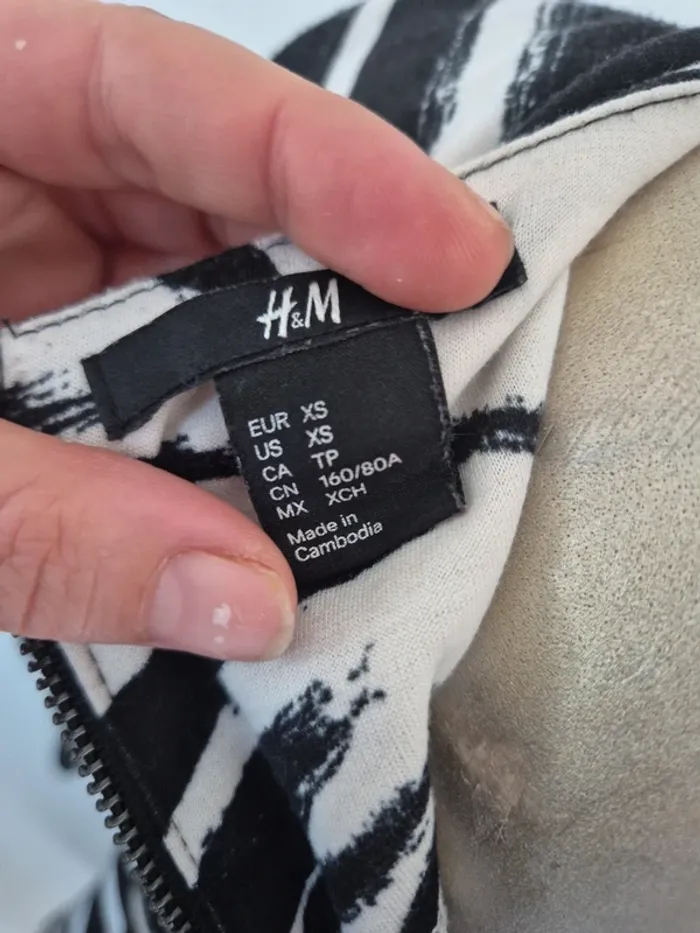 H&M
EUR XS
US XS
CA TP
CN 160/80A
MX XCH
Made in
Cambodia